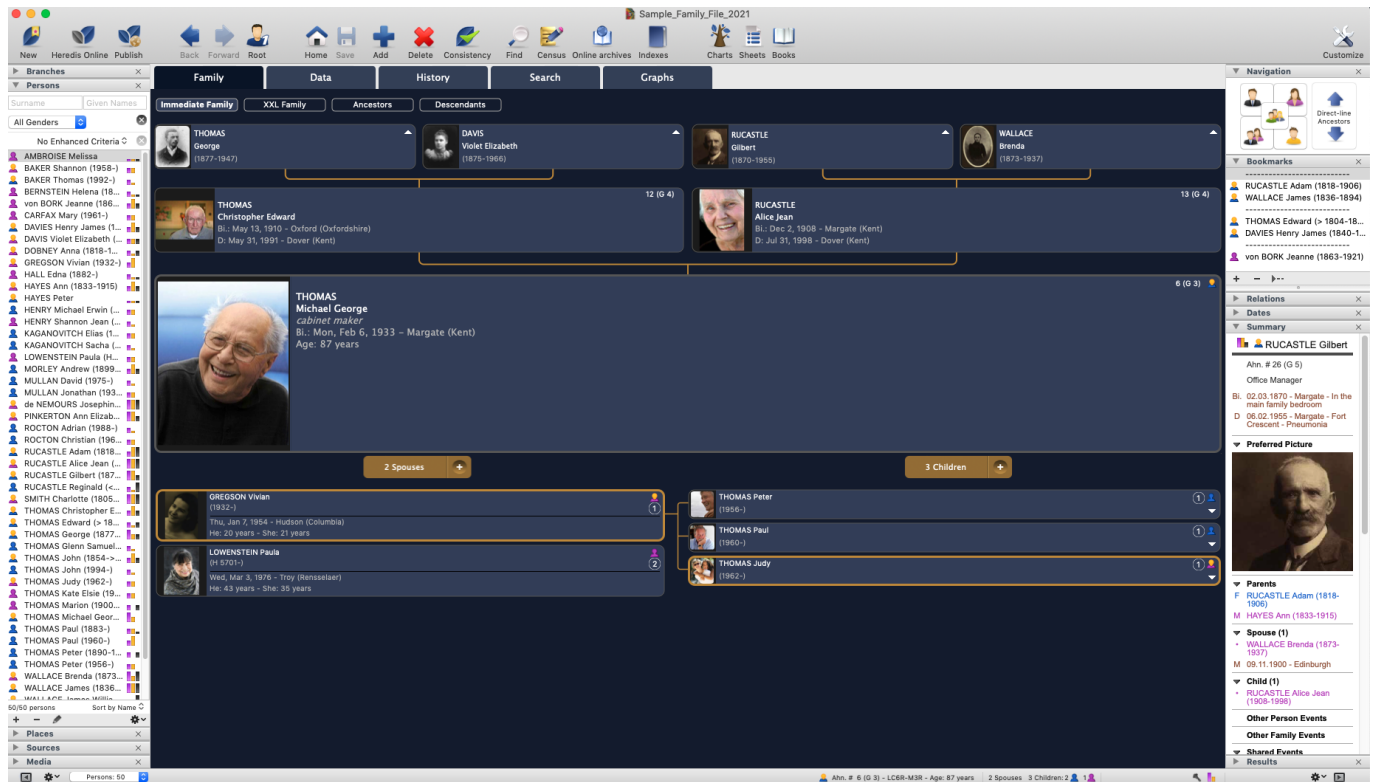 Sample_Family_File_2021
New Heredis Online Publish Back Forward Root Home Save Add Delete Consistency Find Census Online archives Indexes Charts Sheets Books Customize
Branches
Persons
Surname Given Names
All Genders
No Enhanced Criteria
AMBROISE Melissa
BAKER Shannon (1958-)
BAKER Thomas (1992-)
BERNSTEIN Helena (18...
von BORK Jeanne (186...
CARFAX Mary (1961-)
DAVIES Henry James (1...
DAVIS Violet Elizabeth (...
DOBNEY Anna (1818-1...
GREGSON Vivian (1932-)
HALL Edna (1882-)
HAYES Ann (1833-1915)
HAYES Peter
HENRY Michael Erwin (...
HENRY Shannon Jean (...
KAGANOVITCH Elias (1...
KAGANOVITCH Sacha (...
LOWENSTEIN Paula (H...
MORLEY Andrew (1899...
MULLAN David (1975-)
MULLAN Jonathan (193...
de NEMOURS Josephin...
PINKERTON Ann Elizab...
ROCTON Adrian (1988-)
ROCTON Christian (196...
RUCASTLE Adam (1818...
RUCASTLE Alice Jean (...
RUCASTLE Gilbert (187...
RUCASTLE Reginald (<...
SMITH Charlotte (1805...
THOMAS Christopher E...
THOMAS Edward (> 18...
THOMAS George (1877...
THOMAS Glenn Samuel...
THOMAS John (1854->...
THOMAS John (1994-)
THOMAS Judy (1962-)
THOMAS Kate Elsie (19...
THOMAS Marion (1900...
THOMAS Michael Geor...
THOMAS Paul (1883-)
THOMAS Paul (1960-)
THOMAS Peter (1890-1...
THOMAS Peter (1956-)
WALLACE Brenda (1873...
WALLACE James (1836...
50/50 persons Sort by Name
Places
Sources
Media
Persons: 50
Family Data History Search Graphs
Immediate Family XXL Family Ancestors Descendants
THOMAS
George
(1877-1947)
DAVIS
Violet Elizabeth
(1875-1966)
RUCASTLE
Gilbert
(1870-1955)
WALLACE
Brenda
(1873-1937)
12 (G 4)
THOMAS
Christopher Edward
Bi.: May 13, 1910 - Oxford (Oxfordshire)
D: May 31, 1991 - Dover (Kent)
13 (G 4)
RUCASTLE
Alice Jean
Bi.: Dec 2, 1908 - Margate (Kent)
D: Jul 31, 1998 - Dover (Kent)
6 (G 3)
THOMAS
Michael George
cabinet maker
Bi.: Mon, Feb 6, 1933 - Margate (Kent)
Age: 87 years
2 Spouses +
3 Children +
GREGSON Vivian
(1932-)
1
Thu, Jan 7, 1954 - Hudson (Columbia)
He: 20 years - She: 21 years
LOWENSTEIN Paula
(H 5701-)
2
Wed, Mar 3, 1976 - Troy (Rensselaer)
He: 43 years - She: 35 years
THOMAS Peter
1
(1956-)
THOMAS Paul
1
(1960-)
THOMAS Judy
1
(1962-)
Ahn. # 6 (G 3) - LC6R-M3R - Age: 87 years 2 Spouses 3 Children: 2 1
Navigation
Direct-line
Ancestors
Bookmarks
RUCASTLE Adam (1818-1906)
WALLACE James (1836-1894)
THOMAS Edward (> 1804-18...
DAVIES Henry James (1840-1...
von BORK Jeanne (1863-1921)
Relations
Dates
Summary
RUCASTLE Gilbert
Ahn. # 26 (G 5)
Office Manager
Bi. 02.03.1870 - Margate - In the
main family bedroom
D 06.02.1955 - Margate - Fort
Crescent - Pneumonia
Preferred Picture
Parents
F RUCASTLE Adam (1818-
1906)
M HAYES Ann (1833-1915)
Spouse (1)
WALLACE Brenda (1873-
1937)
M 09.11.1900 - Edinburgh
Child (1)
RUCASTLE Alice Jean
(1908-1998)
Other Person Events
Other Family Events
Shared Events
Results